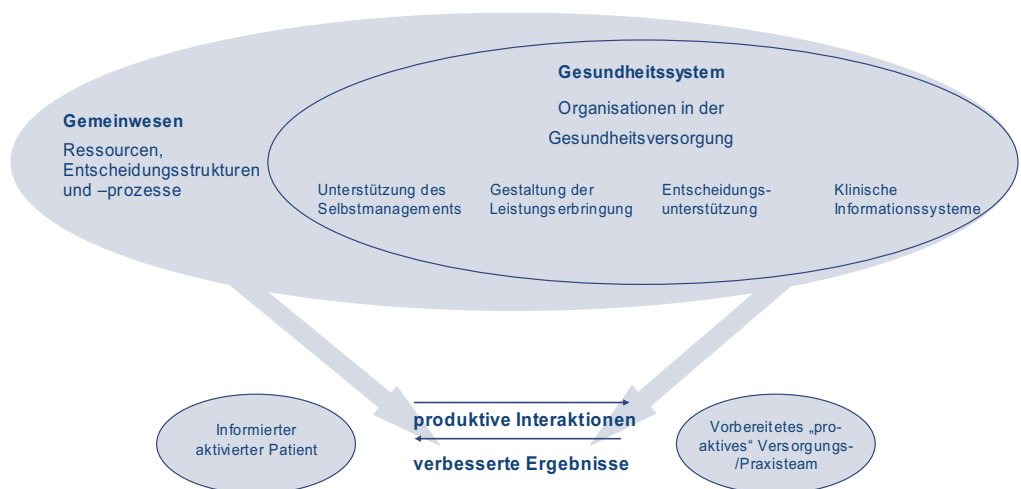 Gesundheitssystem
Organisationen in der
Gesundheitsversorgung
Gemeinwesen
Ressourcen,
Entscheidungsstrukturen
und –prozesse
Unterstützung des
Selbstmanagements
Gestaltung der
Leistungserbringung
Entscheidungs-
unterstützung
Klinische
Informationssysteme
Informierter
aktivierter Patient
produktive Interaktionen
verbesserte Ergebnisse
Vorbereitetes „pro-
aktives“ Versorgungs-
/Praxisteam